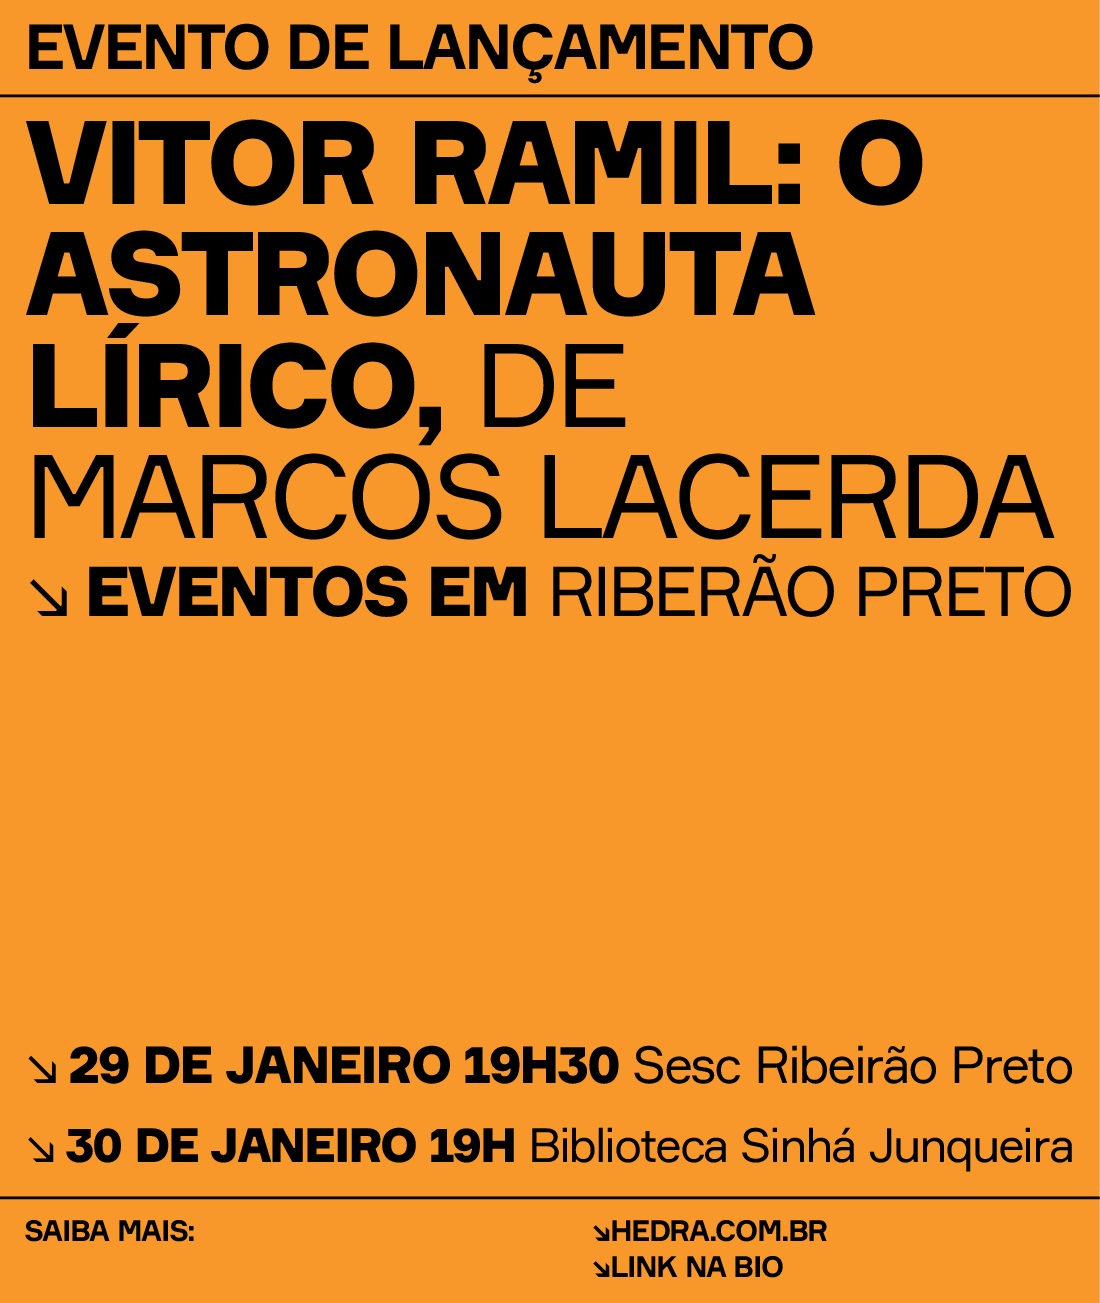 EVENTO DE LANÇAMENTO
VITOR RAMIL: O
ASTRONAUTA
LÍRICO, DE
MARCOS LACERDA
↘ EVENTOS EM RIBERÃO PRETO
↘ 29 DE JANEIRO 19H30 Sesc Ribeirão Preto
↘ 30 DE JANEIRO 19H Biblioteca Sinhá Junqueira
SAIBA MAIS:
↘HEDRA.COM.BR
↘LINK NA BIO